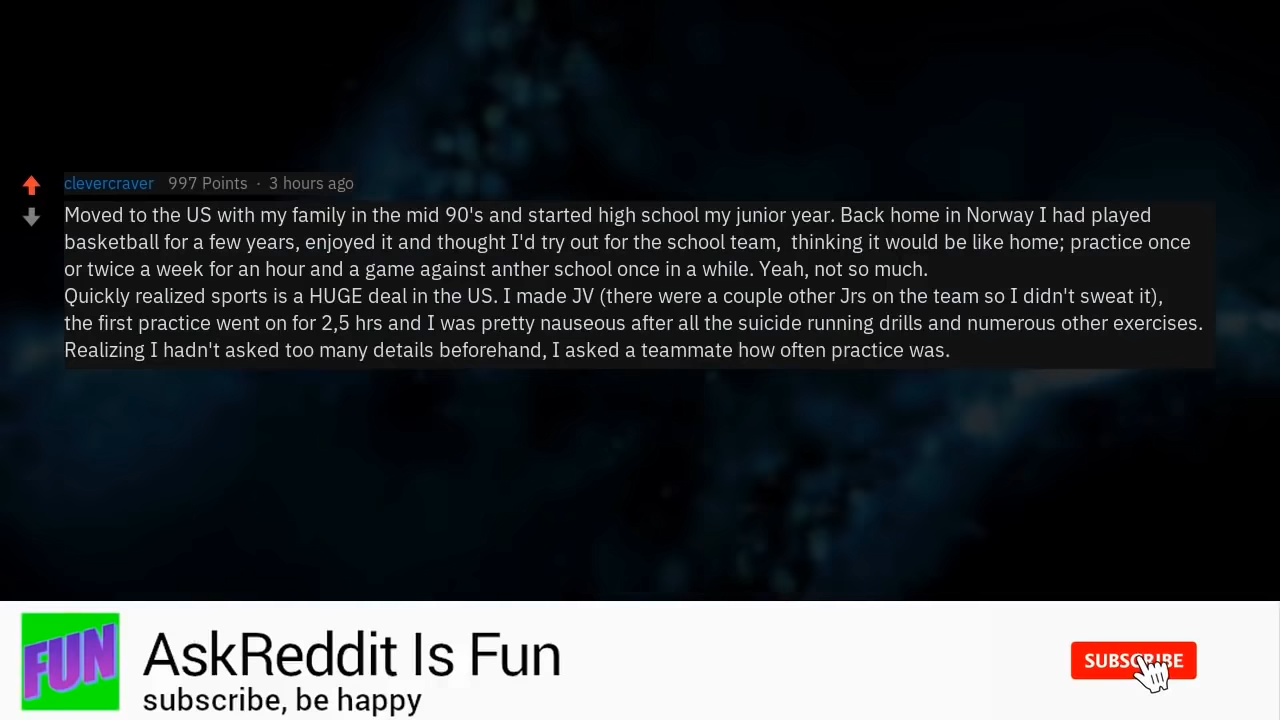 clevercraver 997 Points · 3 hours ago
Moved to the US with my family in the mid 90's and started high school my junior year. Back home in Norway I had played
basketball for a few years, enjoyed it and thought I'd try out for the school team,  thinking it would be like home; practice once
or twice a week for an hour and a game against anther school once in a while. Yeah, not so much.
Quickly realized sports is a HUGE deal in the US. I made JV (there were a couple other Jrs on the team so I didn't sweat it),
the first practice went on for 2,5 hrs and I was pretty nauseous after all the suicide running drills and numerous other exercises.
Realizing I hadn't asked too many details beforehand, I asked a teammate how often practice was.
FUN
AskReddit Is Fun
subscribe, be happy
SUBSCRIBE